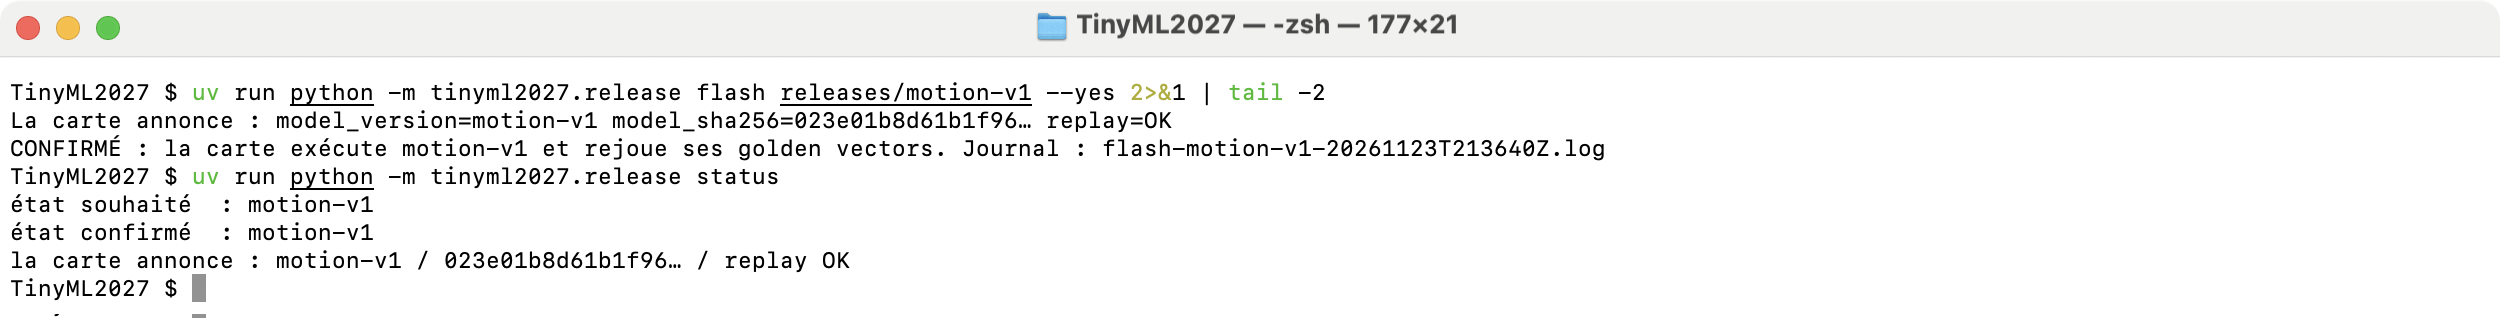 TinyML2027 — -zsh — 177×21
TinyML2027 $ uv run python -m tinyml2027.release flash releases/motion-v1 --yes 2>&1 | tail -2
La carte annonce : model_version=motion-v1 model_sha256=023e01b8d61b1f96… replay=OK
CONFIRMÉ : la carte exécute motion-v1 et rejoue ses golden vectors. Journal : flash-motion-v1-20261123T213640Z.log
TinyML2027 $ uv run python -m tinyml2027.release status
état souhaité  : motion-v1
état confirmé  : motion-v1
la carte annonce : motion-v1 / 023e01b8d61b1f96… / replay OK
TinyML2027 $